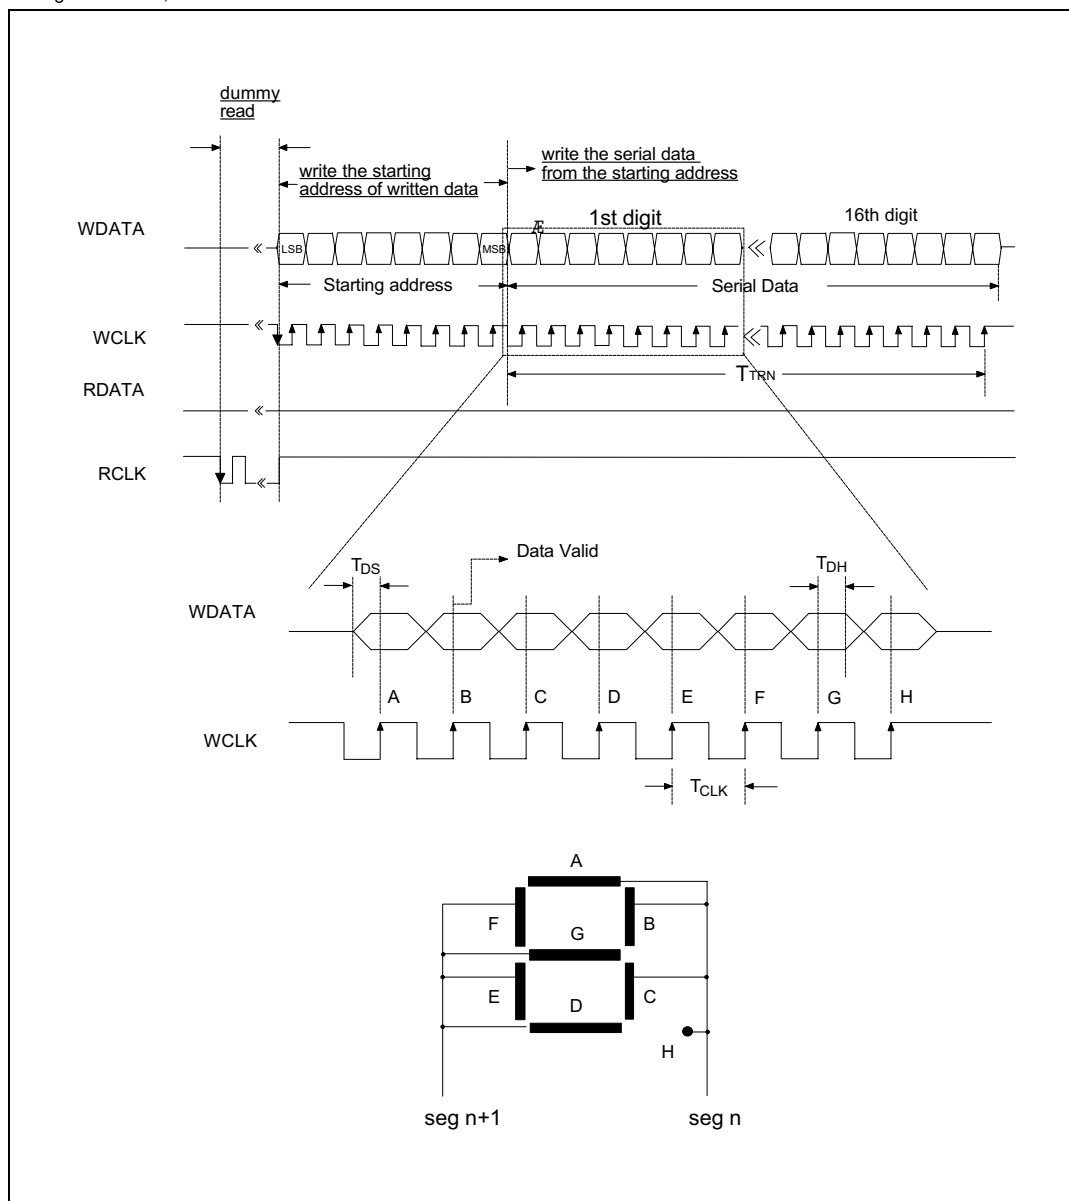 dummy
read
write the starting
address of written data
write the serial data
from the starting address
WDATA
LSB
MSB
Æ
1st digit
16th digit
Starting address
Serial Data
WCLK
TTRN
RDATA
RCLK
TDS
Data Valid
TDH
WDATA
A B C D E F G H
WCLK
TCLK
A
F
B
G
E
C
D
H
seg n+1
seg n